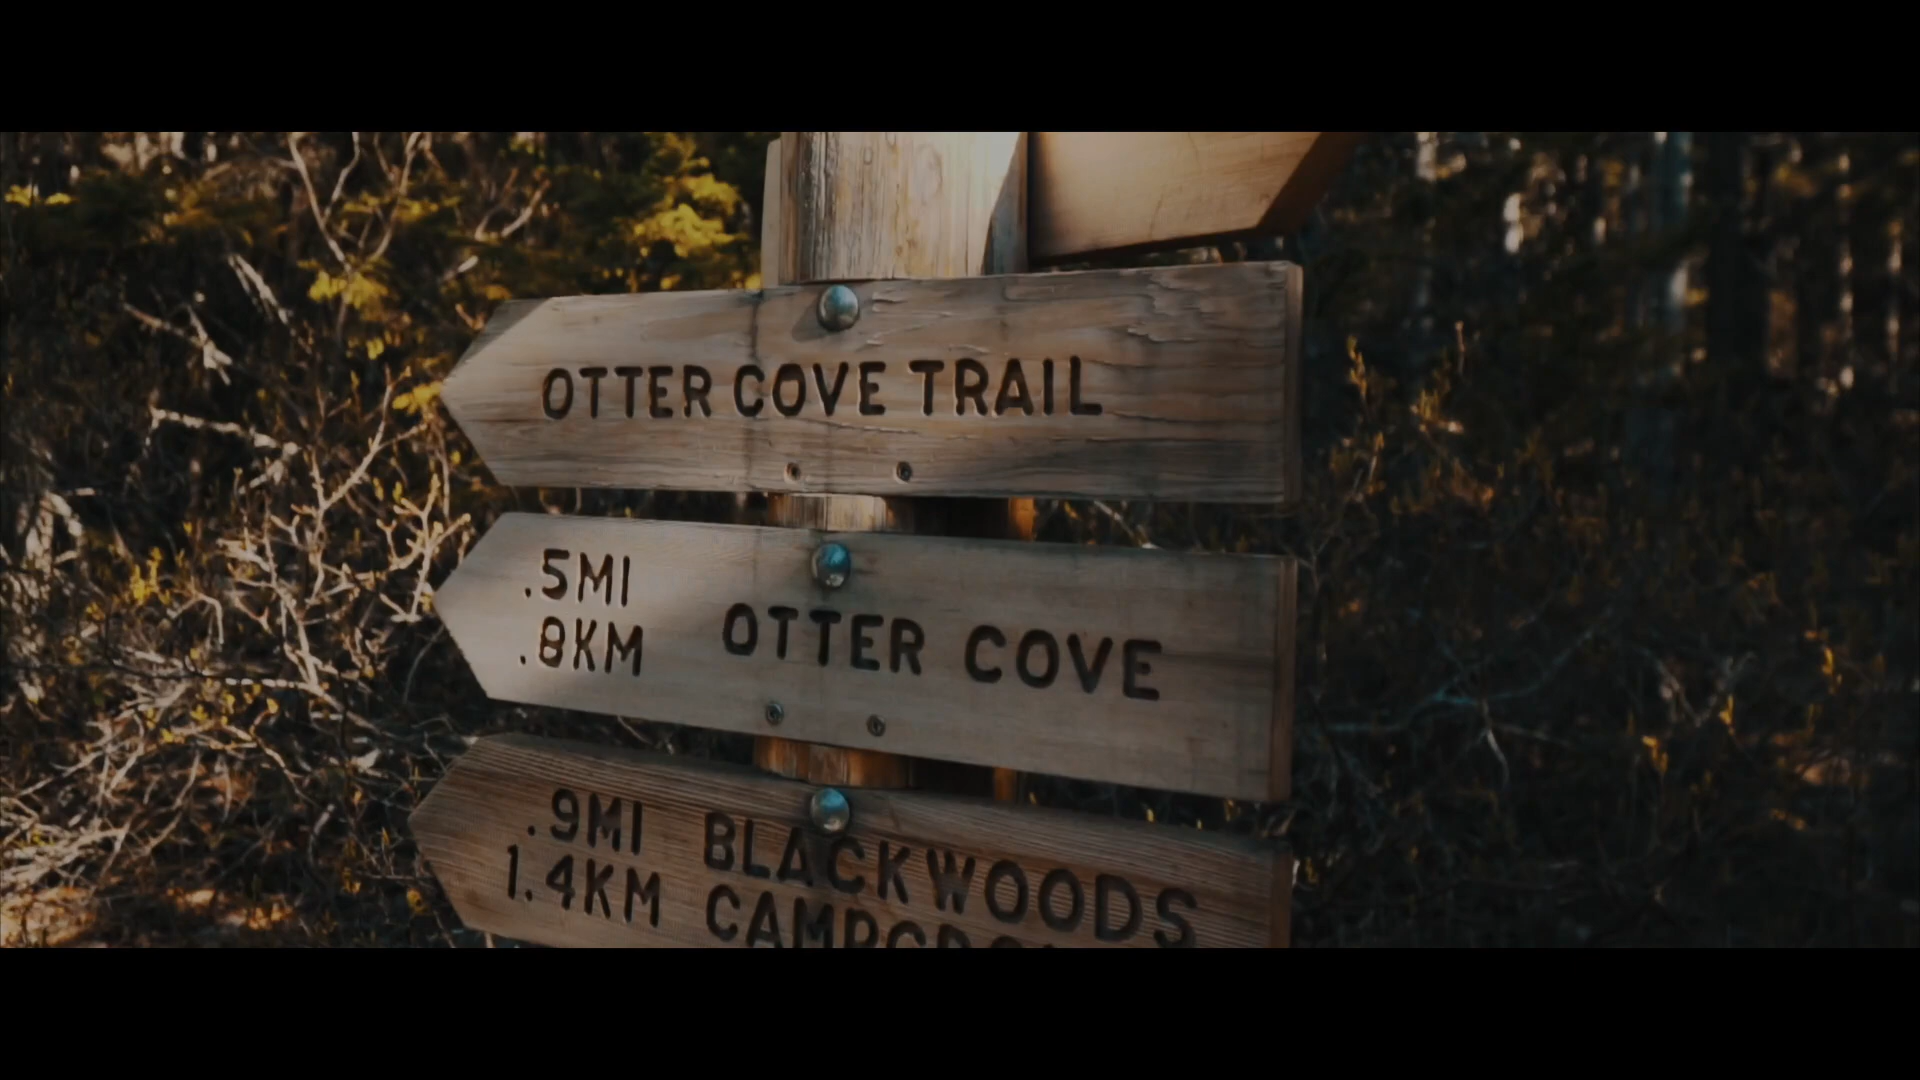 OTTER COVE TRAIL
.5MI
.8KM
OTTER COVE
.9MI
1.4KM
BLACKWOODS